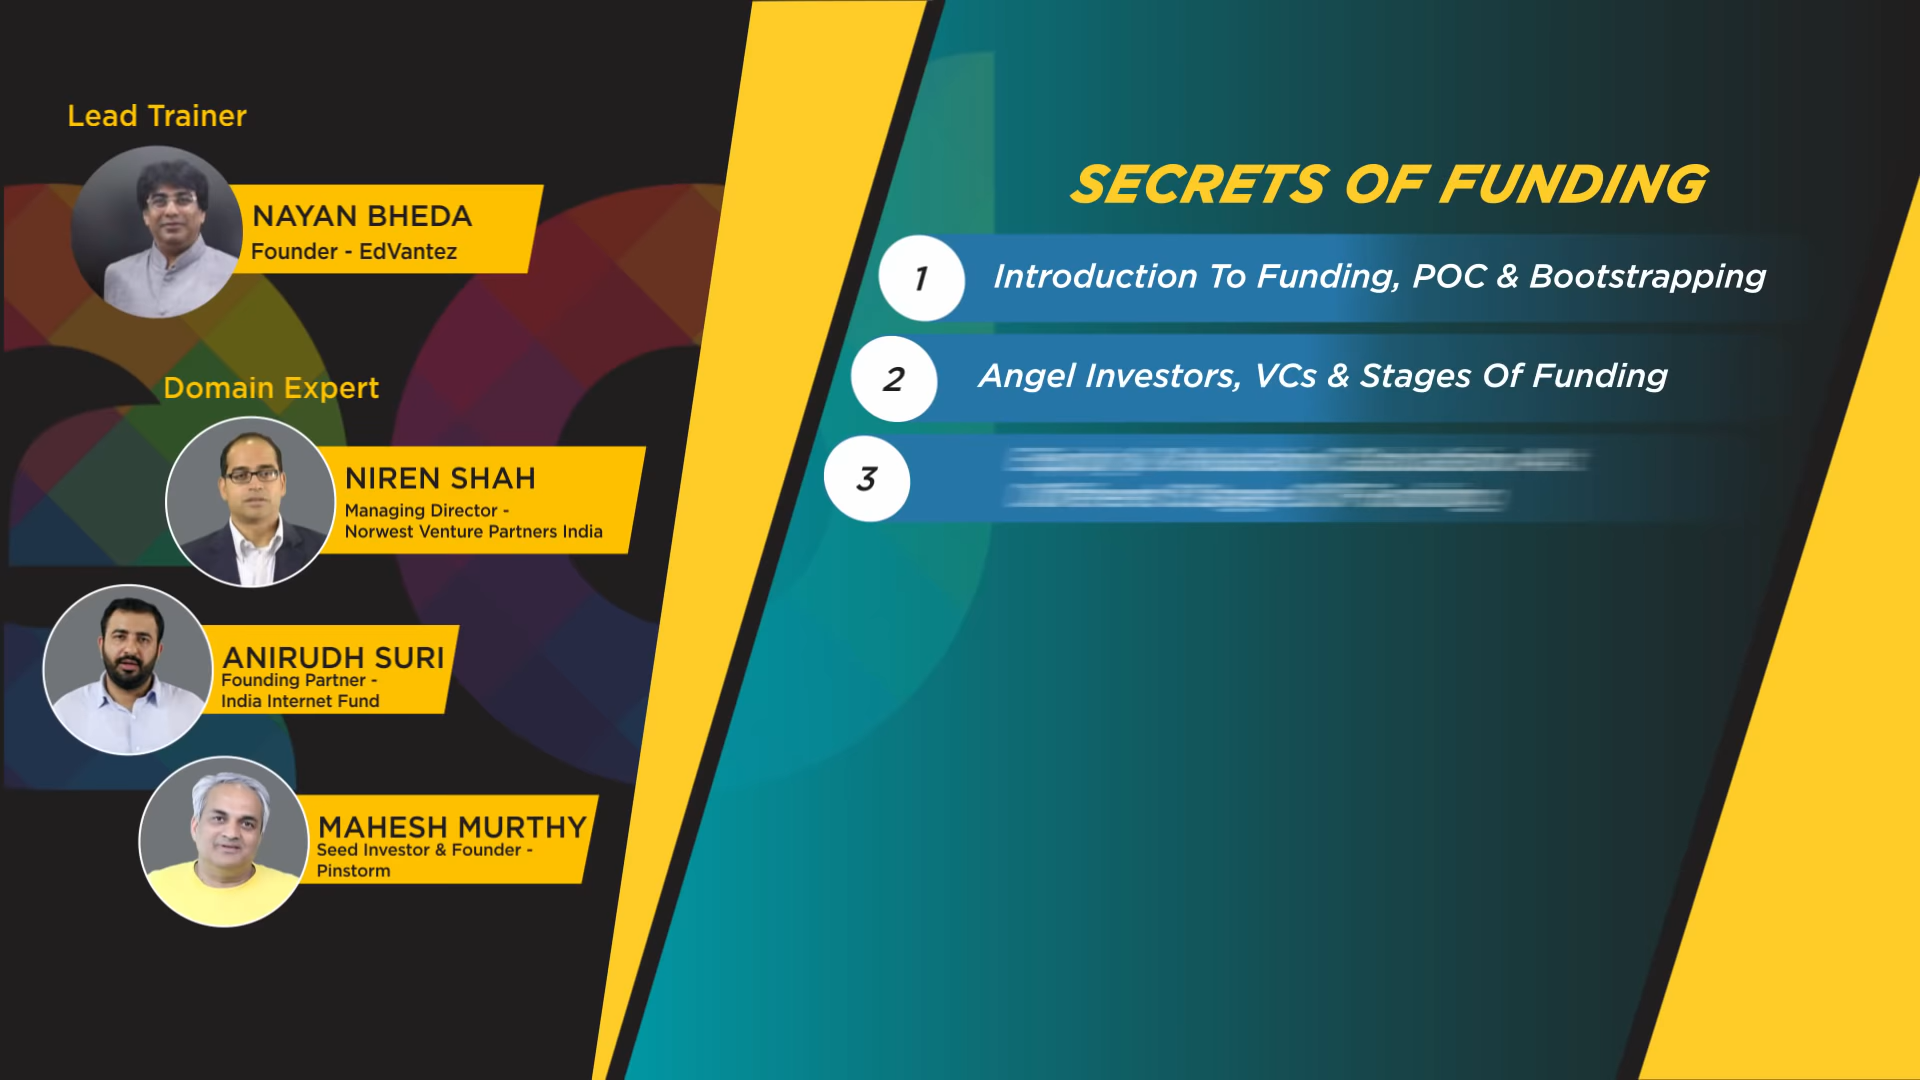 Lead Trainer
NAYAN BHEDA
Founder - EdVantez
Domain Expert
NIREN SHAH
Managing Director -
Norwest Venture Partners India
ANIRUDH SURI
Founding Partner -
India Internet Fund
MAHESH MURTHY
Seed Investor & Founder -
Pinstorm
SECRETS OF FUNDING
1 Introduction To Funding, POC & Bootstrapping
2 Angel Investors, VCs & Stages Of Funding
3